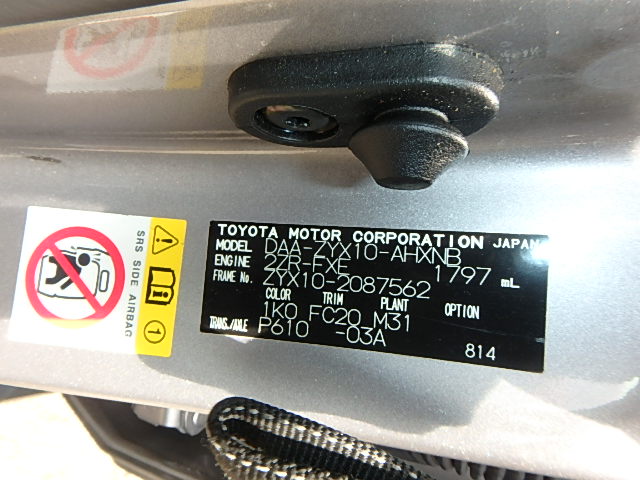 TOYOTA MOTOR CORPORATION JAPAN
MODEL DAA-ZYX10-AHXNB
ENGINE 2ZR-FXE 1797 mL
FRAME No. ZYX10-2087562
COLOR TRIM PLANT OPTION
1K0 FC20 M31
TRANS./AXLE P610 -03A
814
SRS SIDE AIRBAG